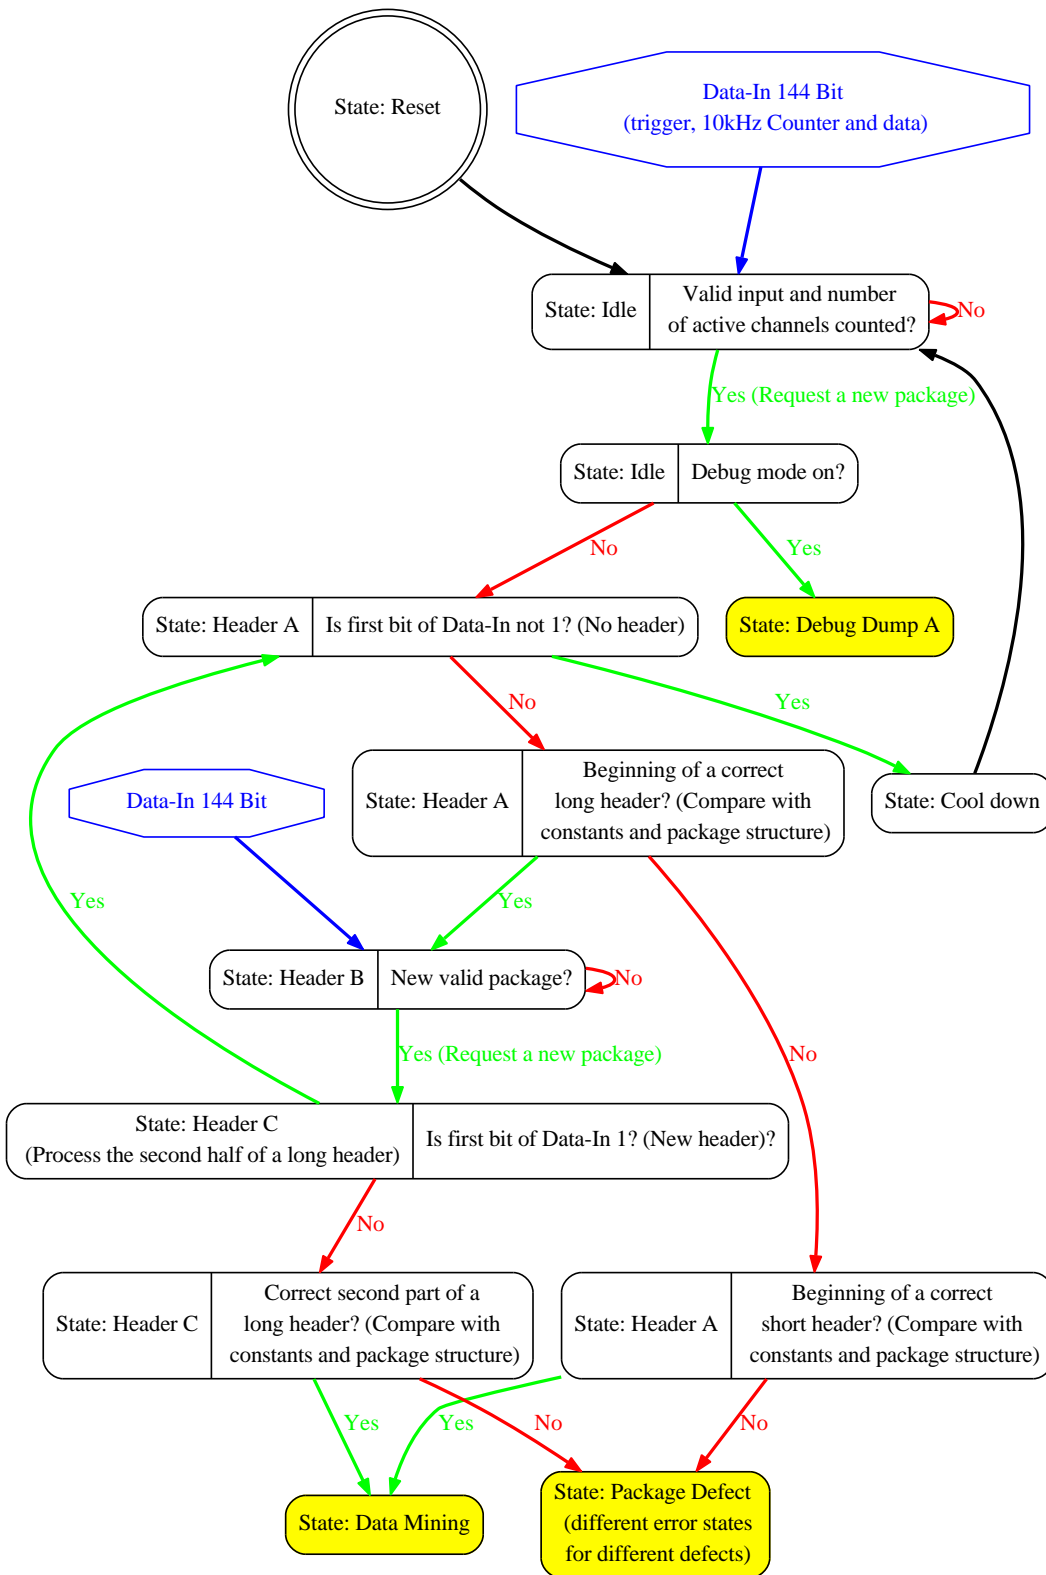 State: Reset
Data-In 144 Bit
(trigger, 10kHz Counter and data)
State: Idle
Valid input and number
of active channels counted?
No
Yes (Request a new package)
State: Idle
Debug mode on?
No
Yes
State: Header A
Is first bit of Data-In not 1? (No header)
State: Debug Dump A
No
Yes
State: Header A
Beginning of a correct
long header? (Compare with
constants and package structure)
Data-In 144 Bit
State: Cool down
Yes
Yes
State: Header B
New valid package?
No
Yes (Request a new package)
No
State: Header C
(Process the second half of a long header)
Is first bit of Data-In 1? (New header)?
No
State: Header C
Correct second part of a
long header? (Compare with
constants and package structure)
State: Header A
Beginning of a correct
short header? (Compare with
constants and package structure)
Yes
Yes
No
No
State: Data Mining
State: Package Defect
(different error states
for different defects)